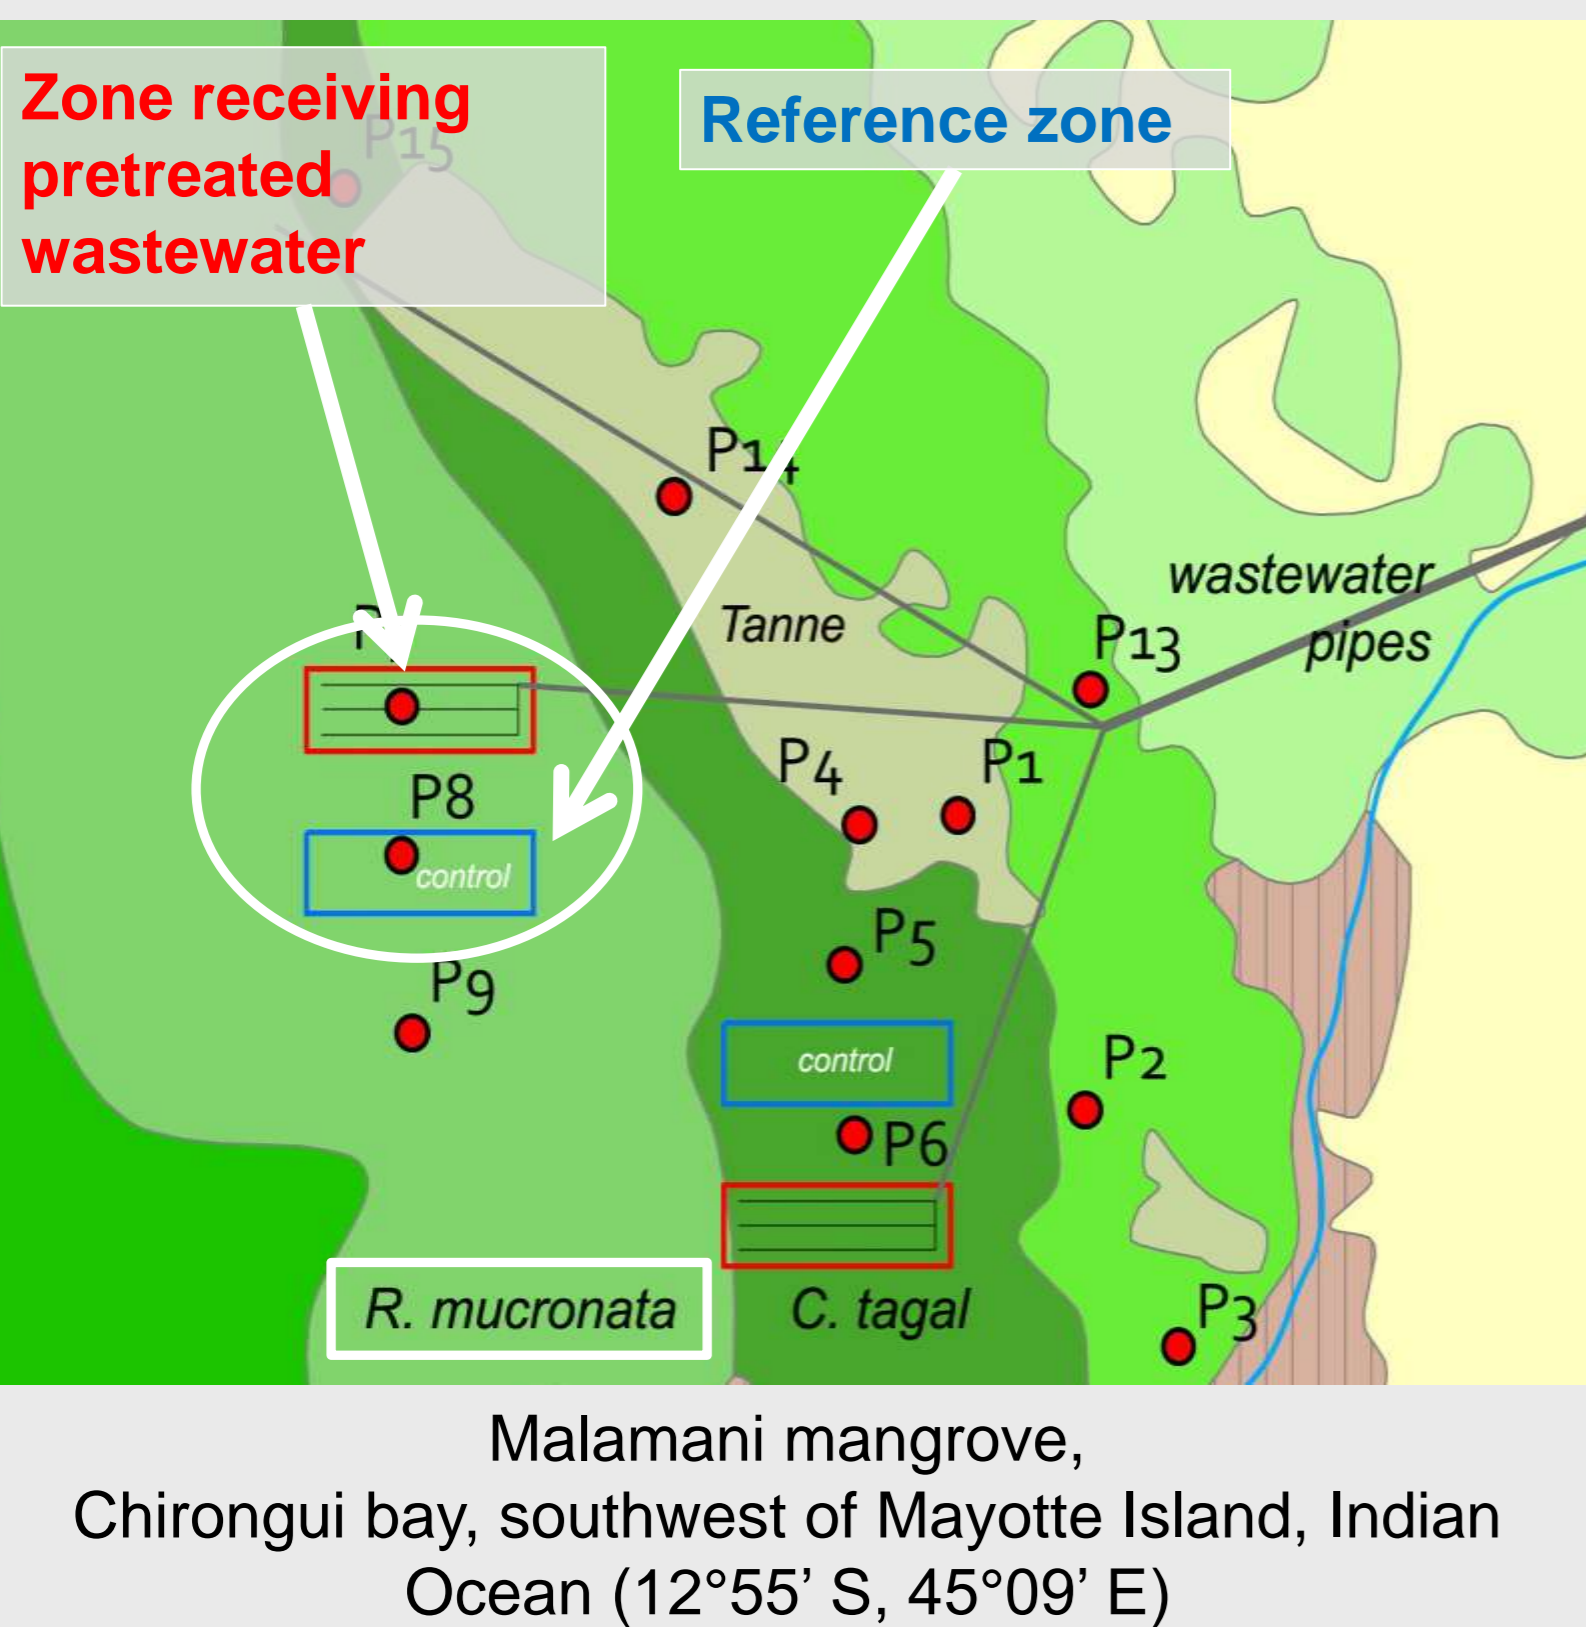 Zone receiving
pretreated
wastewater
P15
Reference zone
P14
wastewater
pipes
Tanne
P13
P4
P1
P8
control
P5
P9
control
P2
P6
R. mucronata
C. tagal
P3
Malamani mangrove,
Chirongui bay, southwest of Mayotte Island, Indian
Ocean (12°55’ S, 45°09’ E)